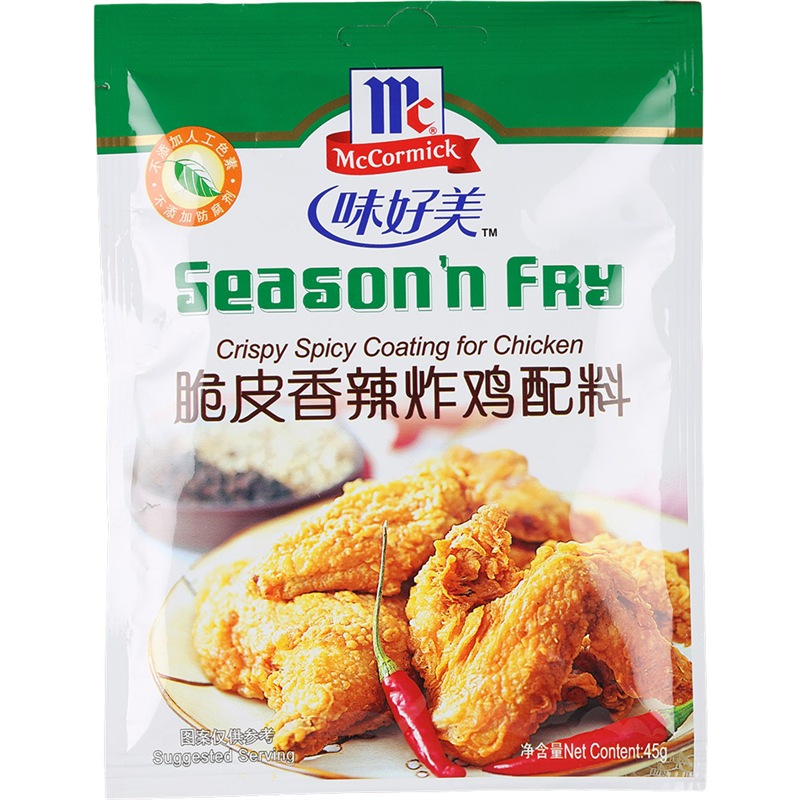 不添加人工色素
不添加防腐剂
Mc®
McCormick
味好美™
Season'n Fry
Crispy Spicy Coating for Chicken
脆皮香辣炸鸡配料
图案仅供参考
Suggested Serving
净含量Net Content:45g